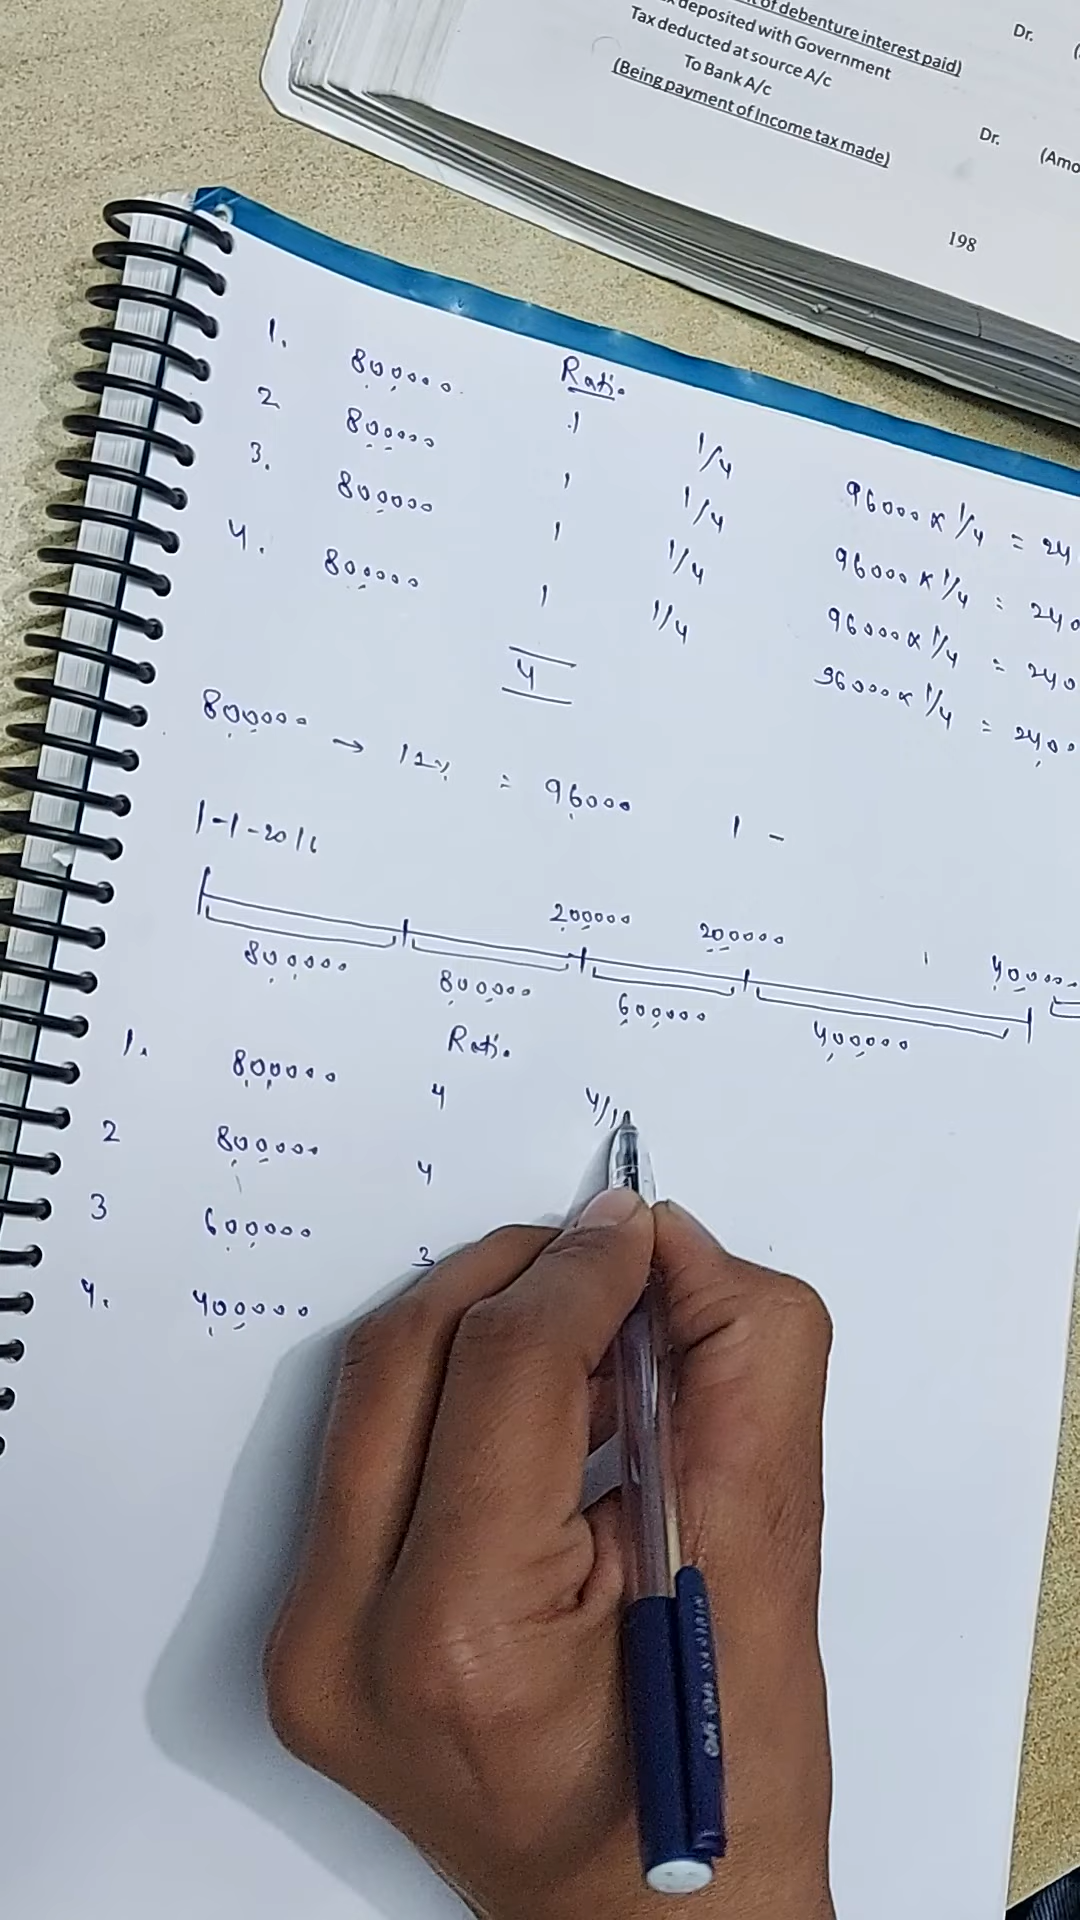 of debenture interest paid)
deposited with Government
Dr.
Tax deducted at source A/c
To Bank A/c
(Being payment of Income tax made)
Dr.
(Amo
198
Ratio
1. 800000 1 1/4 96000 x 1/4 = 24
2 800000 1 1/4 96000 x 1/4 = 240
3. 800000 1 1/4 96000 x 1/4 = 240
4. 800000 1 1/4 96000 x 1/4 = 2400
4
800000 → 12% = 96000
1 -
1-1-2016
200000 200000 400000
800000 800000 600000 400000
Ratio
1. 800000 4 4/1
2 800000 4
3 600000 3
4. 400000